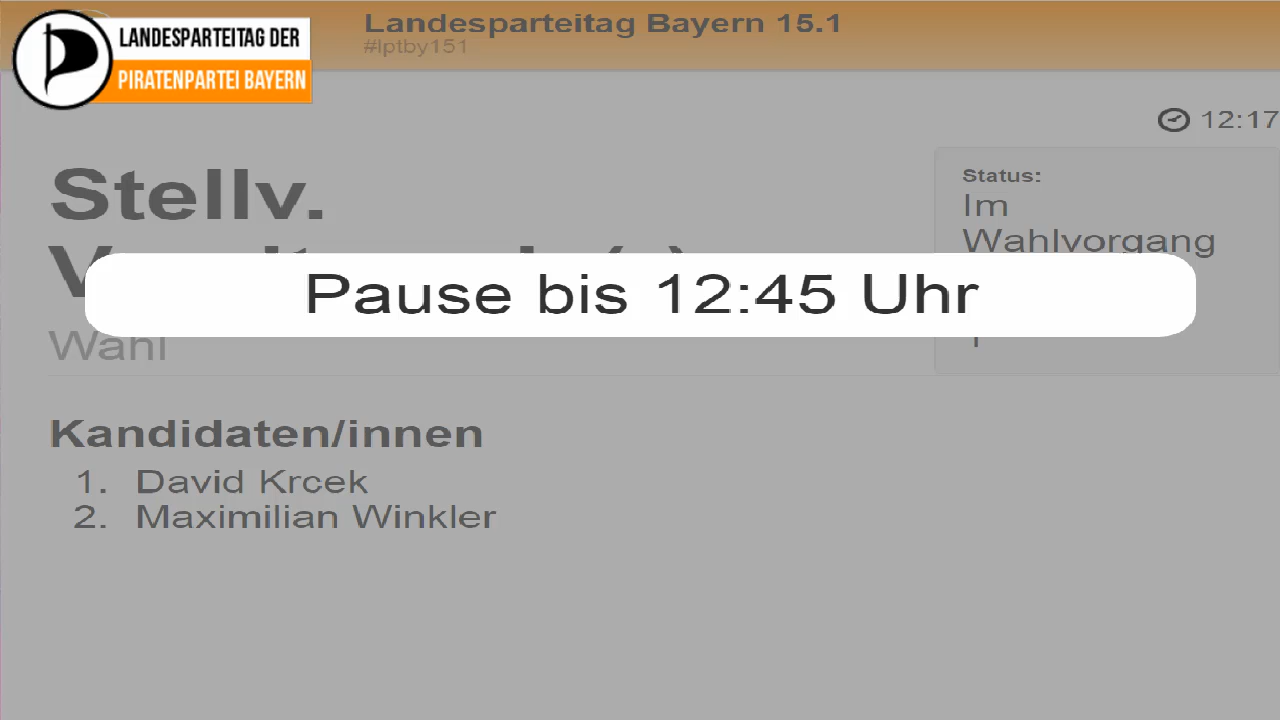 LANDESPARTEITAG DER
PIRATENPARTEI BAYERN
Landesparteitag Bayern 15.1
#lptby151
12:17
Stellv.
Status:
Im
Wahlvorgang
Pause bis 12:45 Uhr
Wahl
Kandidaten/innen
1. David Krcek
2. Maximilian Winkler